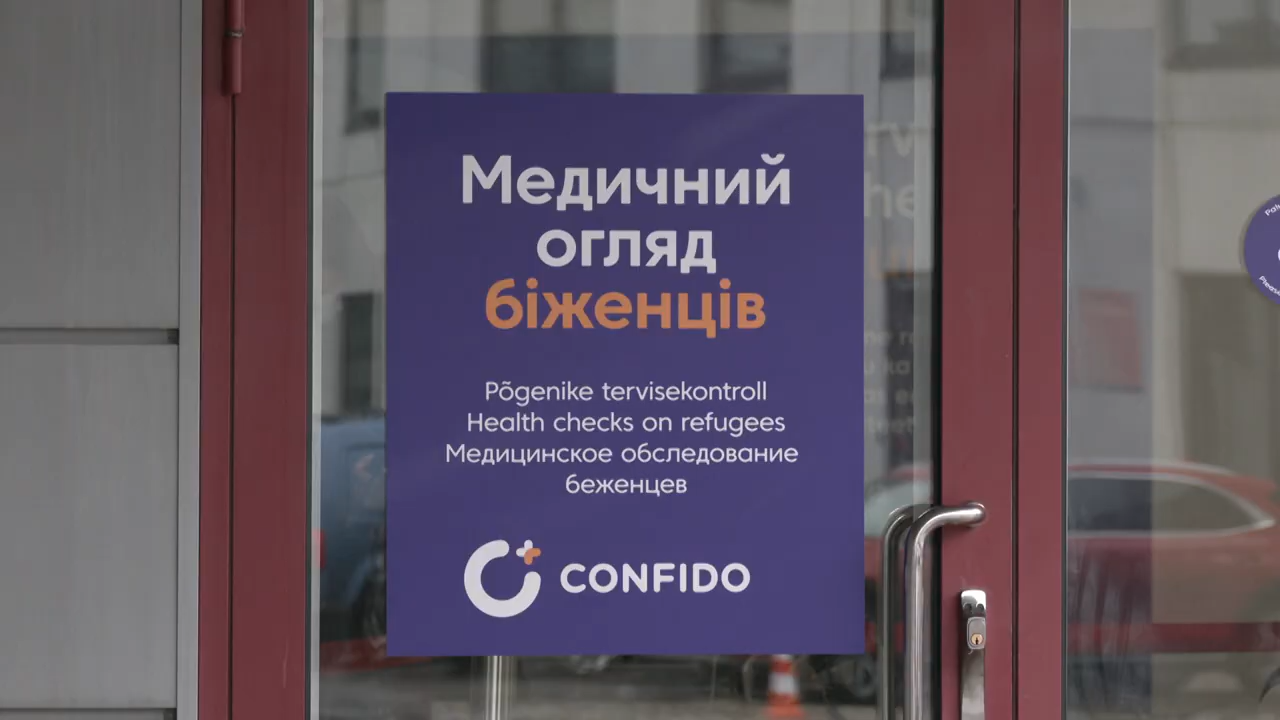 Медичний
огляд
біженців
Põgenike tervisekontroll
Health checks on refugees
Медицинское обследование
беженцев
CONFIDO